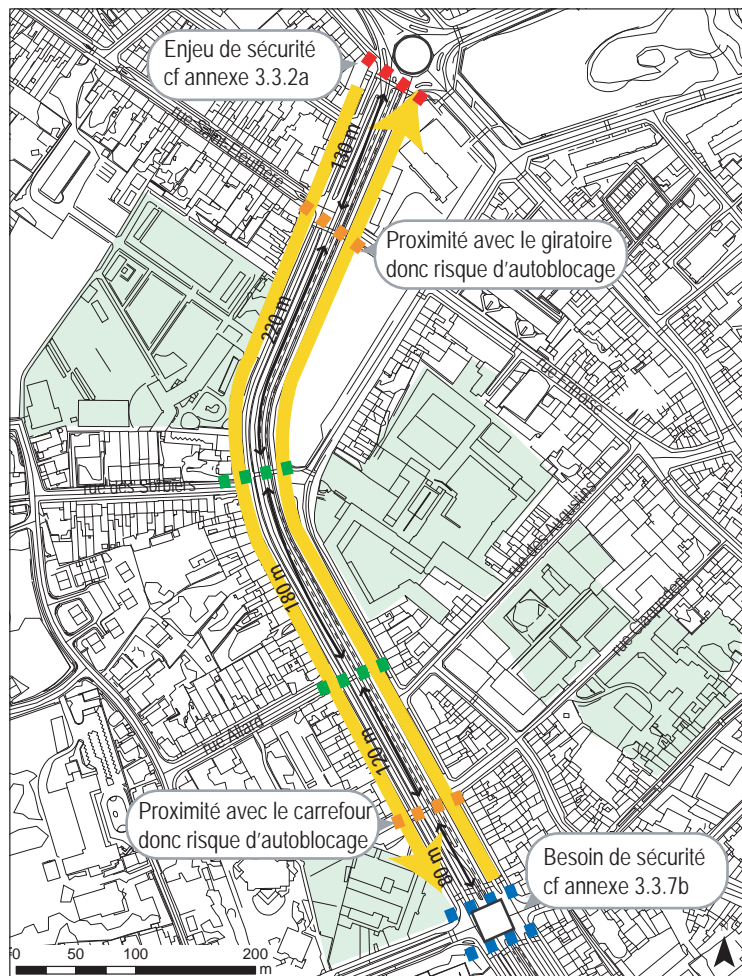 Enjeu de sécurité
cf annexe 3.3.2a
130 m
Proximité avec le giratoire
donc risque d'autoblocage
220 m
rue des Sorbiers
rue des Augustins
180 m
rue Allard
120 m
Proximité avec le carrefour
donc risque d'autoblocage
80 m
Besoin de sécurité
cf annexe 3.3.7b
0 50 100 200
m
N